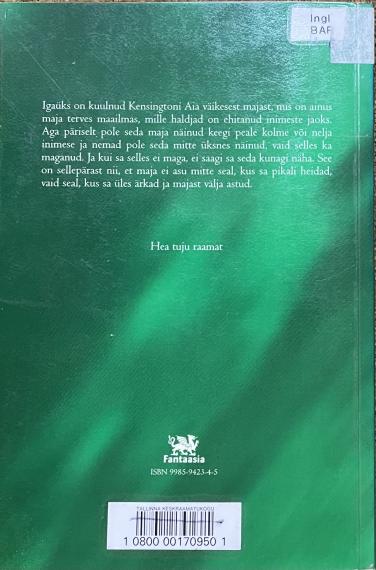 Ingl
BAR
Igaüks on kuulnud Kensingtoni Aia väikesest majast, mis on ainus
maja terves maailmas, mille haldjad on ehitanud inimeste jaoks.
Aga päriselt pole seda maja näinud keegi peale kolme või nelja
inimese ja nemad pole seda mitte üksnes näinud, vaid selles ka
maganud. Ja kui sa selles ei maga, ei saagi sa seda kunagi näha. See
on sellepärast nii, et maja ei asu mitte seal, kus sa pikali heidad,
vaid seal, kus sa üles ärkad ja majast välja astud.
Hea tuju raamat
Fantaasia
ISBN 9985-9423-4-5
TALLINNA KESKRAAMATUKOGU
1 0800 00170950 1